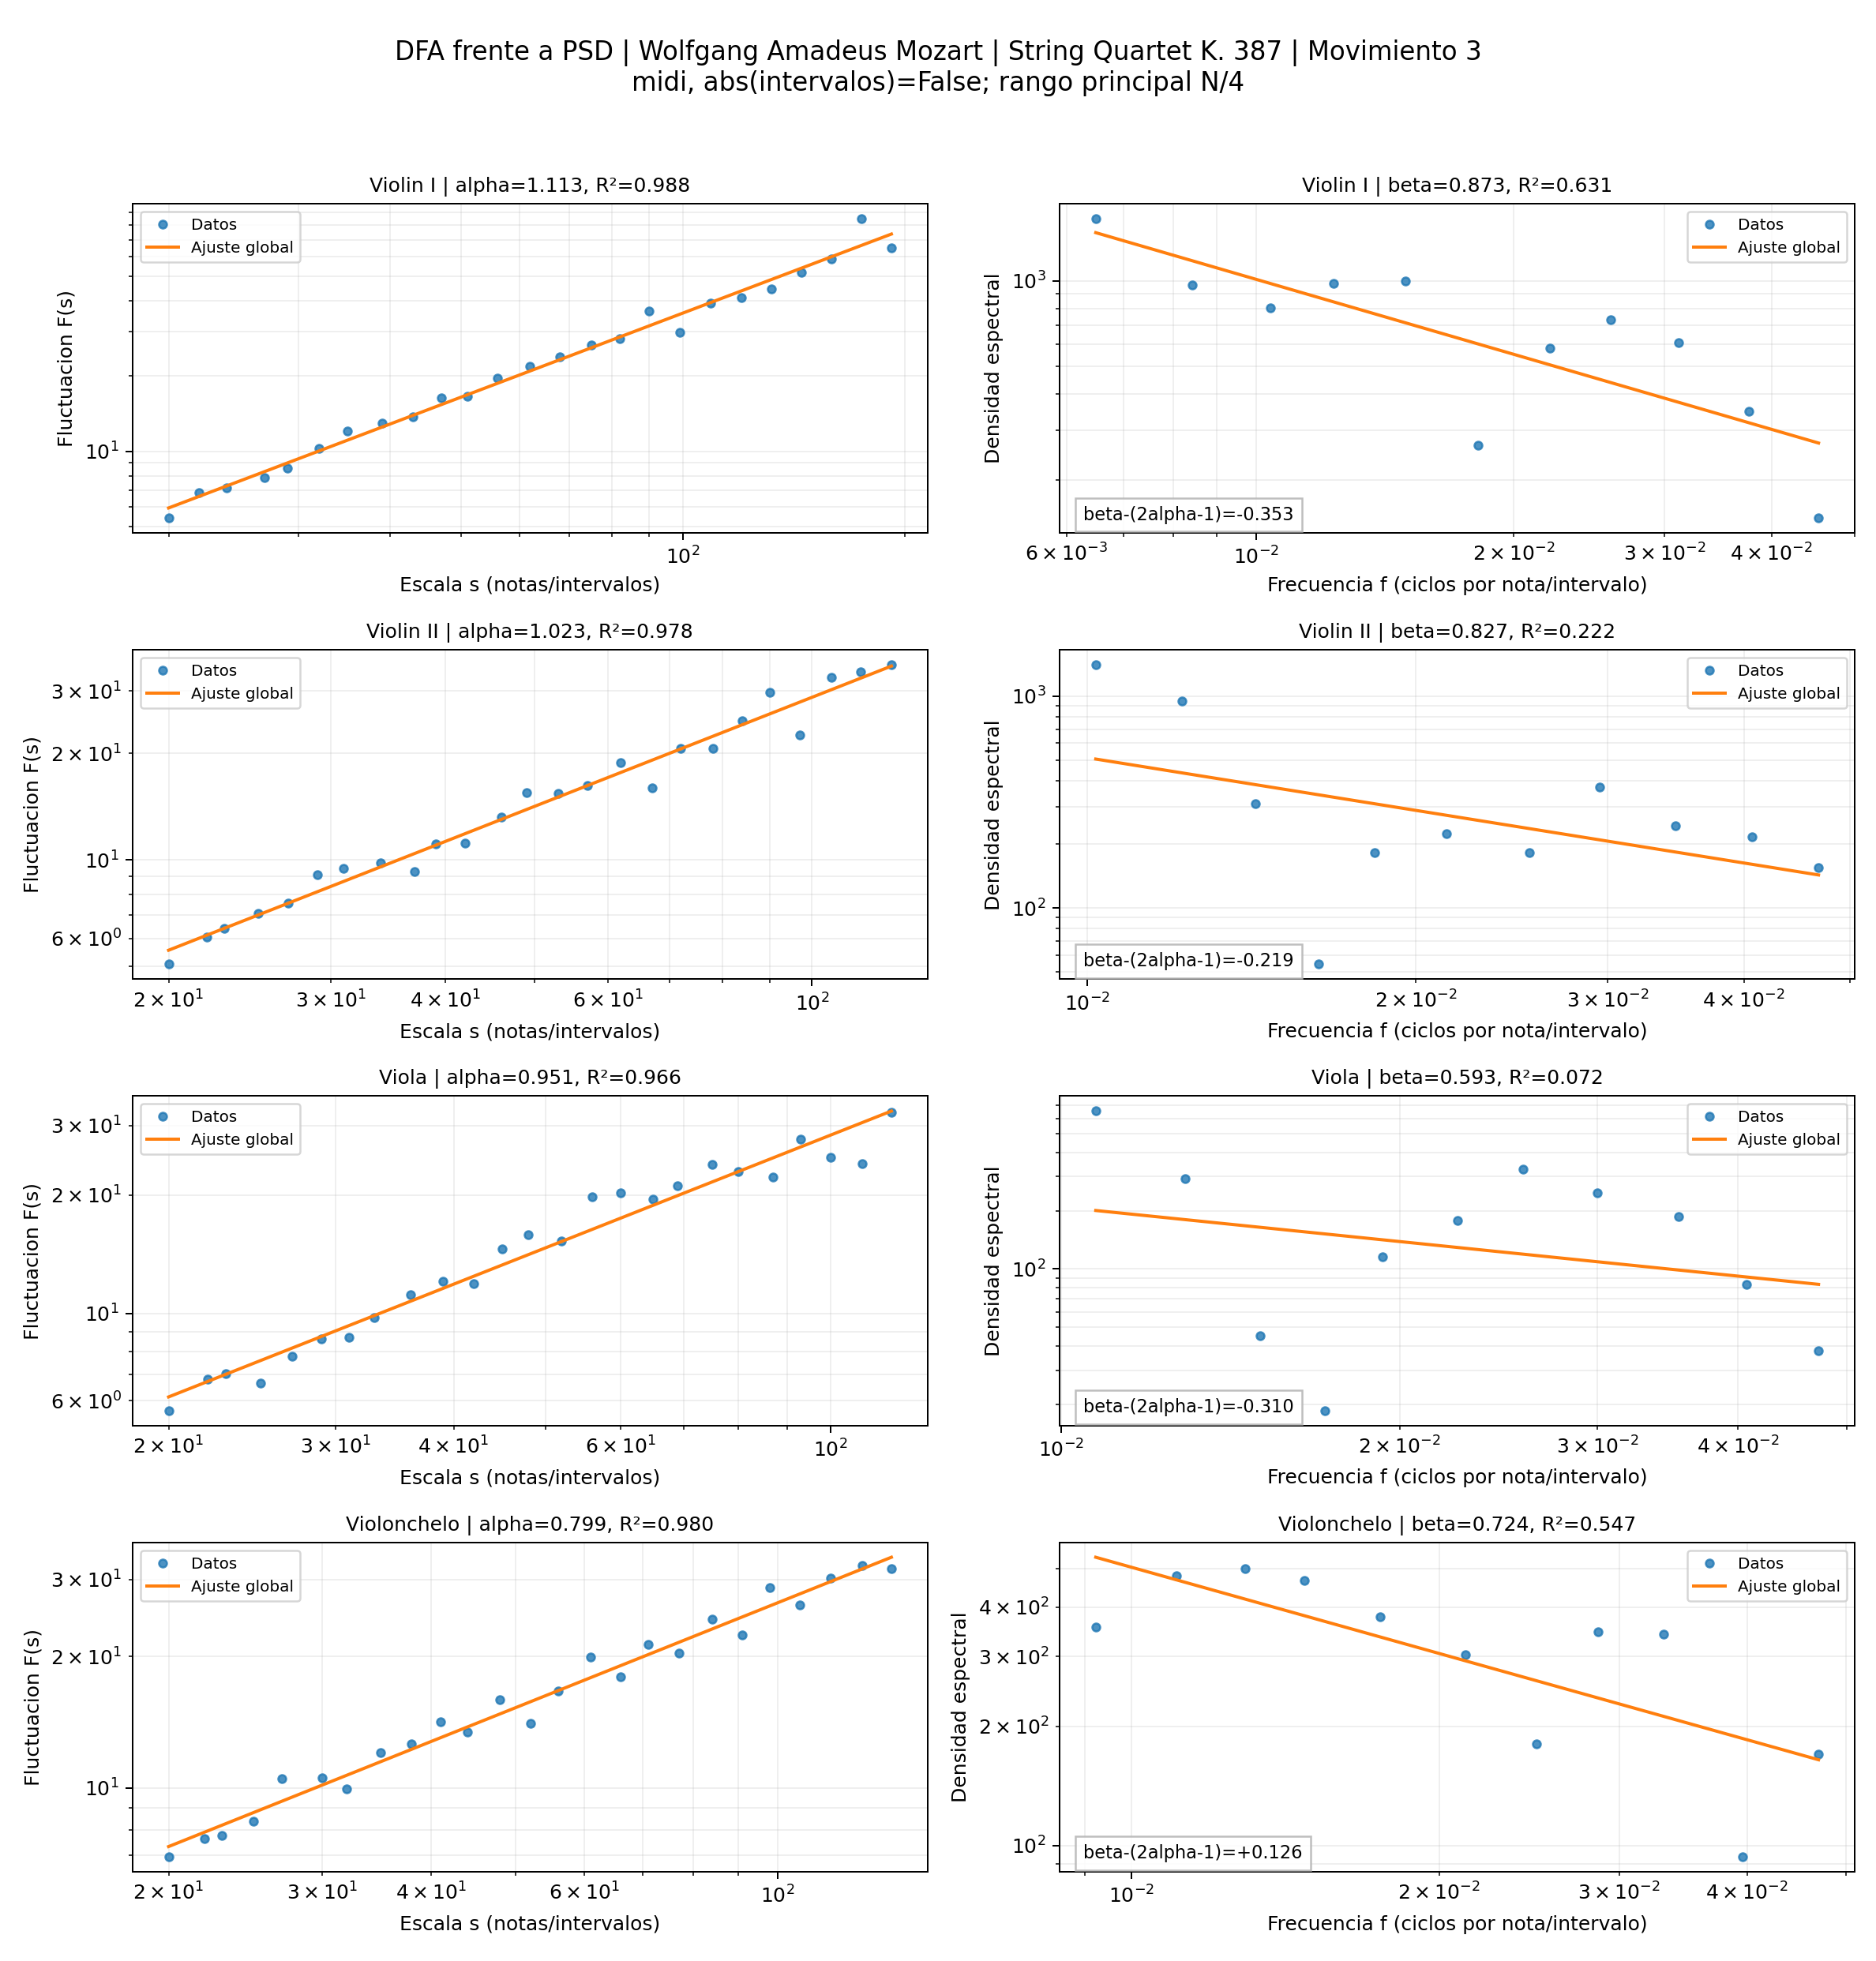 DFA frente a PSD | Wolfgang Amadeus Mozart | String Quartet K. 387 | Movimiento 3
midi, abs(intervalos)=False; rango principal N/4
Violin I | alpha=1.113, R²=0.988
Datos
Ajuste global
Fluctuacion F(s)
10¹
10²
Escala s (notas/intervalos)
Violin I | beta=0.873, R²=0.631
Datos
Ajuste global
Densidad espectral
10³
beta-(2alpha-1)=-0.353
6 × 10⁻³ 10⁻² 2 × 10⁻² 3 × 10⁻² 4 × 10⁻²
Frecuencia f (ciclos por nota/intervalo)
Violin II | alpha=1.023, R²=0.978
Datos
Ajuste global
Fluctuacion F(s)
3 × 10¹
2 × 10¹
10¹
6 × 10⁰
2 × 10¹ 3 × 10¹ 4 × 10¹ 6 × 10¹ 10²
Escala s (notas/intervalos)
Violin II | beta=0.827, R²=0.222
Datos
Ajuste global
Densidad espectral
10³
10²
beta-(2alpha-1)=-0.219
10⁻² 2 × 10⁻² 3 × 10⁻² 4 × 10⁻²
Frecuencia f (ciclos por nota/intervalo)
Viola | alpha=0.951, R²=0.966
Datos
Ajuste global
Fluctuacion F(s)
3 × 10¹
2 × 10¹
10¹
6 × 10⁰
2 × 10¹ 3 × 10¹ 4 × 10¹ 6 × 10¹ 10²
Escala s (notas/intervalos)
Viola | beta=0.593, R²=0.072
Datos
Ajuste global
Densidad espectral
10²
beta-(2alpha-1)=-0.310
10⁻² 2 × 10⁻² 3 × 10⁻² 4 × 10⁻²
Frecuencia f (ciclos por nota/intervalo)
Violonchelo | alpha=0.799, R²=0.980
Datos
Ajuste global
Fluctuacion F(s)
3 × 10¹
2 × 10¹
10¹
2 × 10¹ 3 × 10¹ 4 × 10¹ 6 × 10¹ 10²
Escala s (notas/intervalos)
Violonchelo | beta=0.724, R²=0.547
Datos
Ajuste global
Densidad espectral
4 × 10²
3 × 10²
2 × 10²
10²
beta-(2alpha-1)=+0.126
10⁻² 2 × 10⁻² 3 × 10⁻² 4 × 10⁻²
Frecuencia f (ciclos por nota/intervalo)